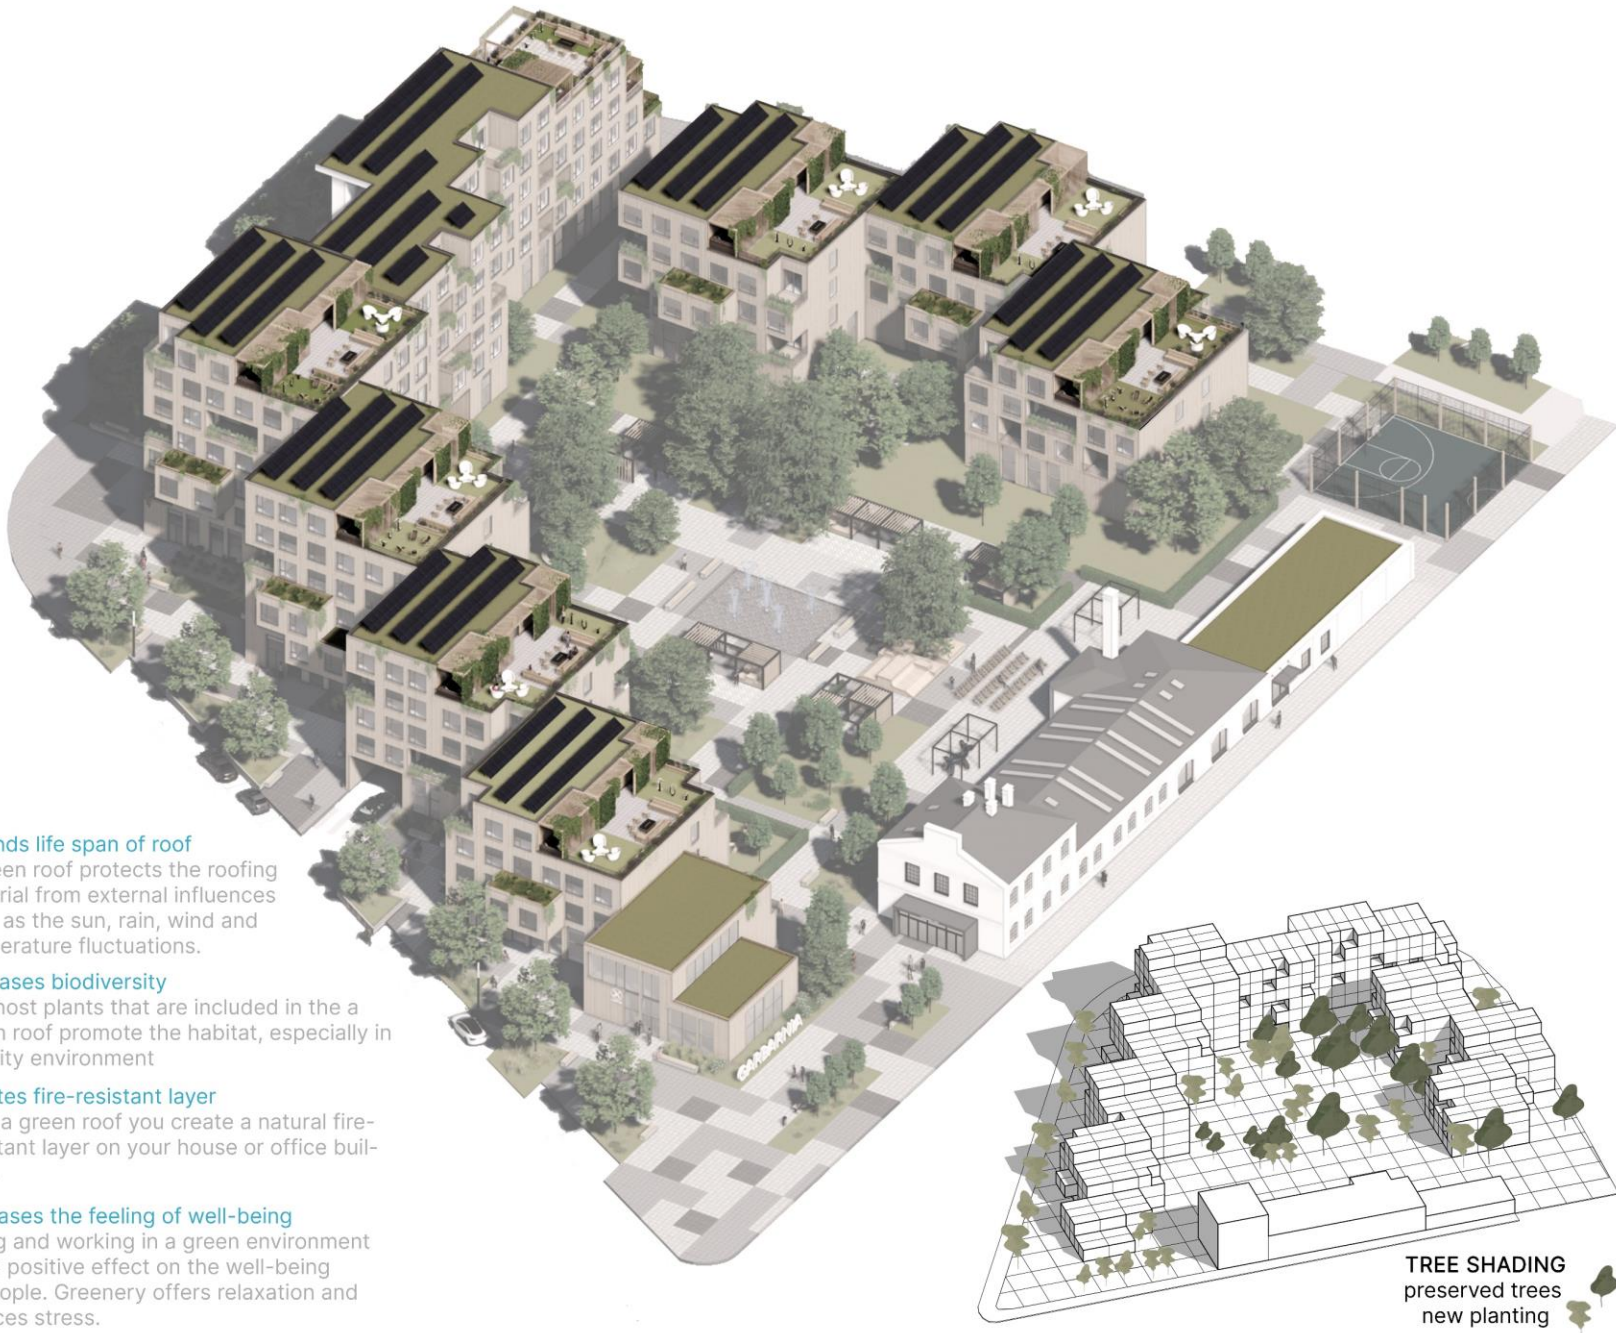 nds life span of roof
een roof protects the roofing
rial from external influences
as the sun, rain, wind and
erature fluctuations.
ases biodiversity
most plants that are included in the a
n roof promote the habitat, especially in
ity environment
tes fire-resistant layer
a green roof you create a natural fire-
tant layer on your house or office buil-
ases the feeling of well-being
g and working in a green environment
positive effect on the well-being
ople. Greenery offers relaxation and
ces stress.
GARBARNIA
TREE SHADING
preserved trees
new planting